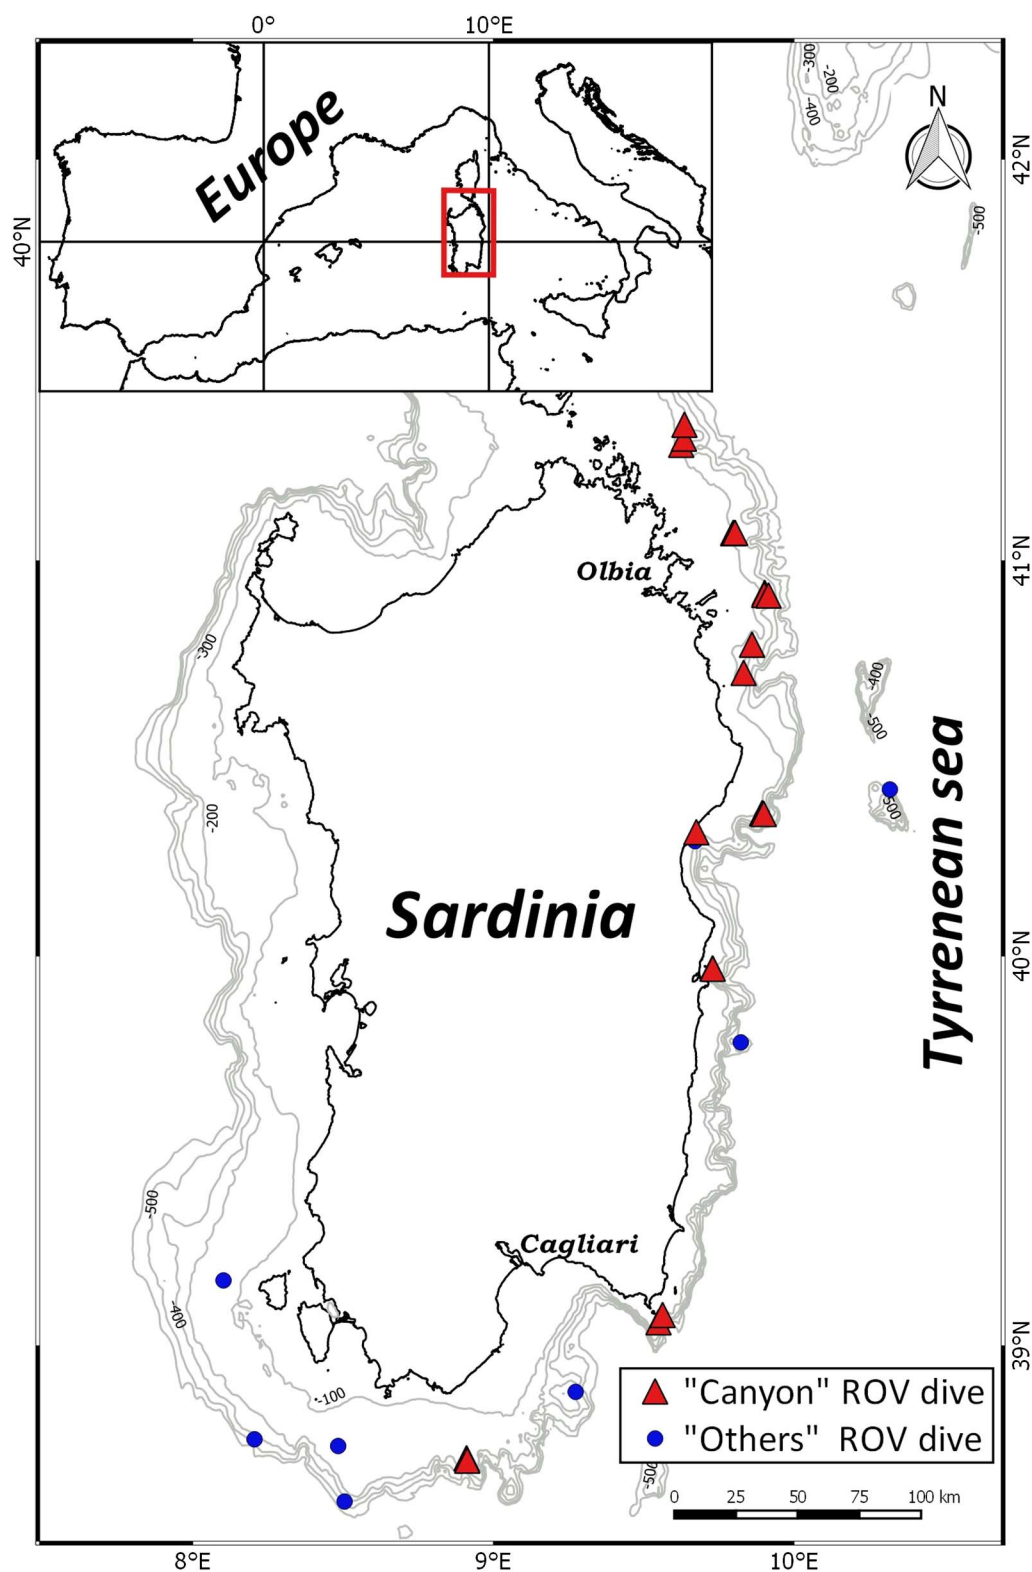 0° 10°E
-300
-200
-400
N
42°N
Europe
40°N
-500
Olbia
41°N
-300
-400
-500
-200
500
Tyrrenean sea
Sardinia
40°N
-500
Cagliari
-400
39°N
-100
"Canyon" ROV dive
"Others" ROV dive
-500
0 25 50 75 100 km
8°E 9°E 10°E